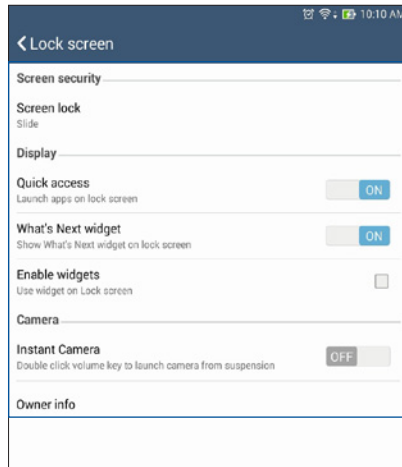 10:10 AM
Lock screen
Screen security
Screen lock
Slide
Display
Quick access
Launch apps on lock screen
ON
What's Next widget
Show What's Next widget on lock screen
ON
Enable widgets
Use widget on Lock screen
Camera
Instant Camera
Double click volume key to launch camera from suspension
OFF
Owner info